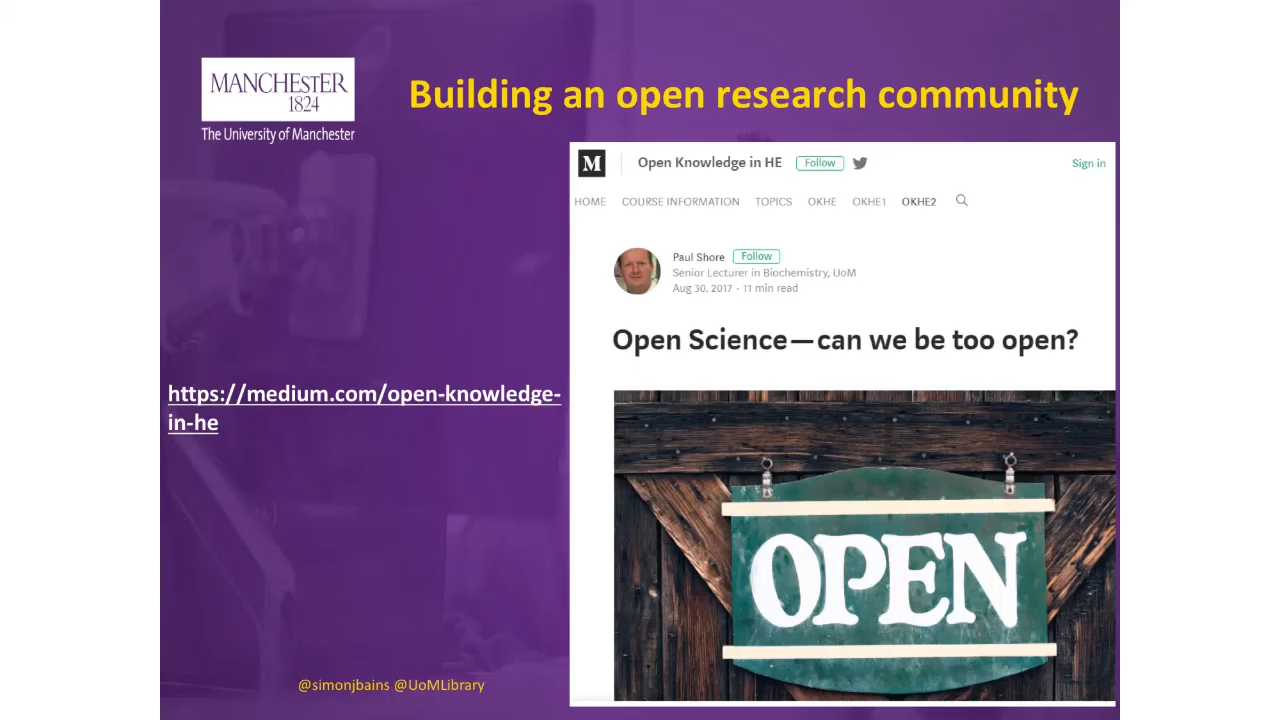 MANCHESTER
1824
The University of Manchester
Building an open research community
M
Open Knowledge in HE Follow
Sign in
HOME COURSE INFORMATION TOPICS OKHE OKHE1 OKHE2
Paul Shore Follow
Senior Lecturer in Biochemistry, UoM
Aug 30, 2017 · 11 min read
Open Science—can we be too open?
https://medium.com/open-knowledge-
in-he
OPEN
@simonjbains @UoMLibrary